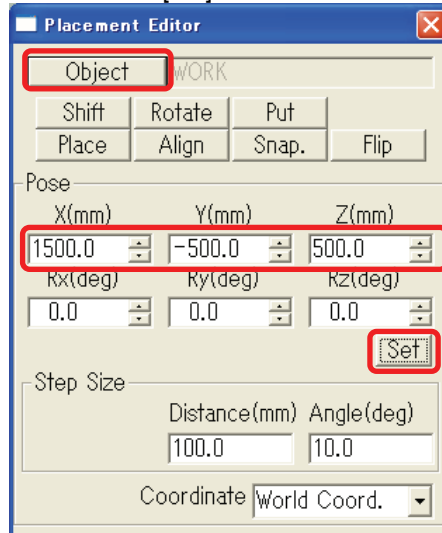 Placement Editor
Object WORK
Shift Rotate Put
Place Align Snap. Flip
Pose
X(mm) Y(mm) Z(mm)
1500.0 -500.0 500.0
Rx(deg) Ry(deg) Rz(deg)
0.0 0.0 0.0
Set
Step Size
Distance(mm) Angle(deg)
100.0 10.0
Coordinate World Coord.